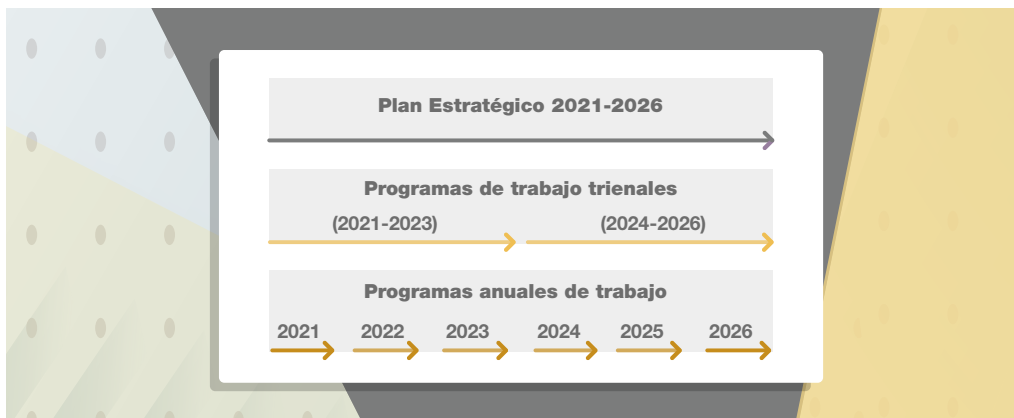 Plan Estratégico 2021-2026
Programas de trabajo trienales
(2021-2023) (2024-2026)
Programas anuales de trabajo
2021 2022 2023 2024 2025 2026